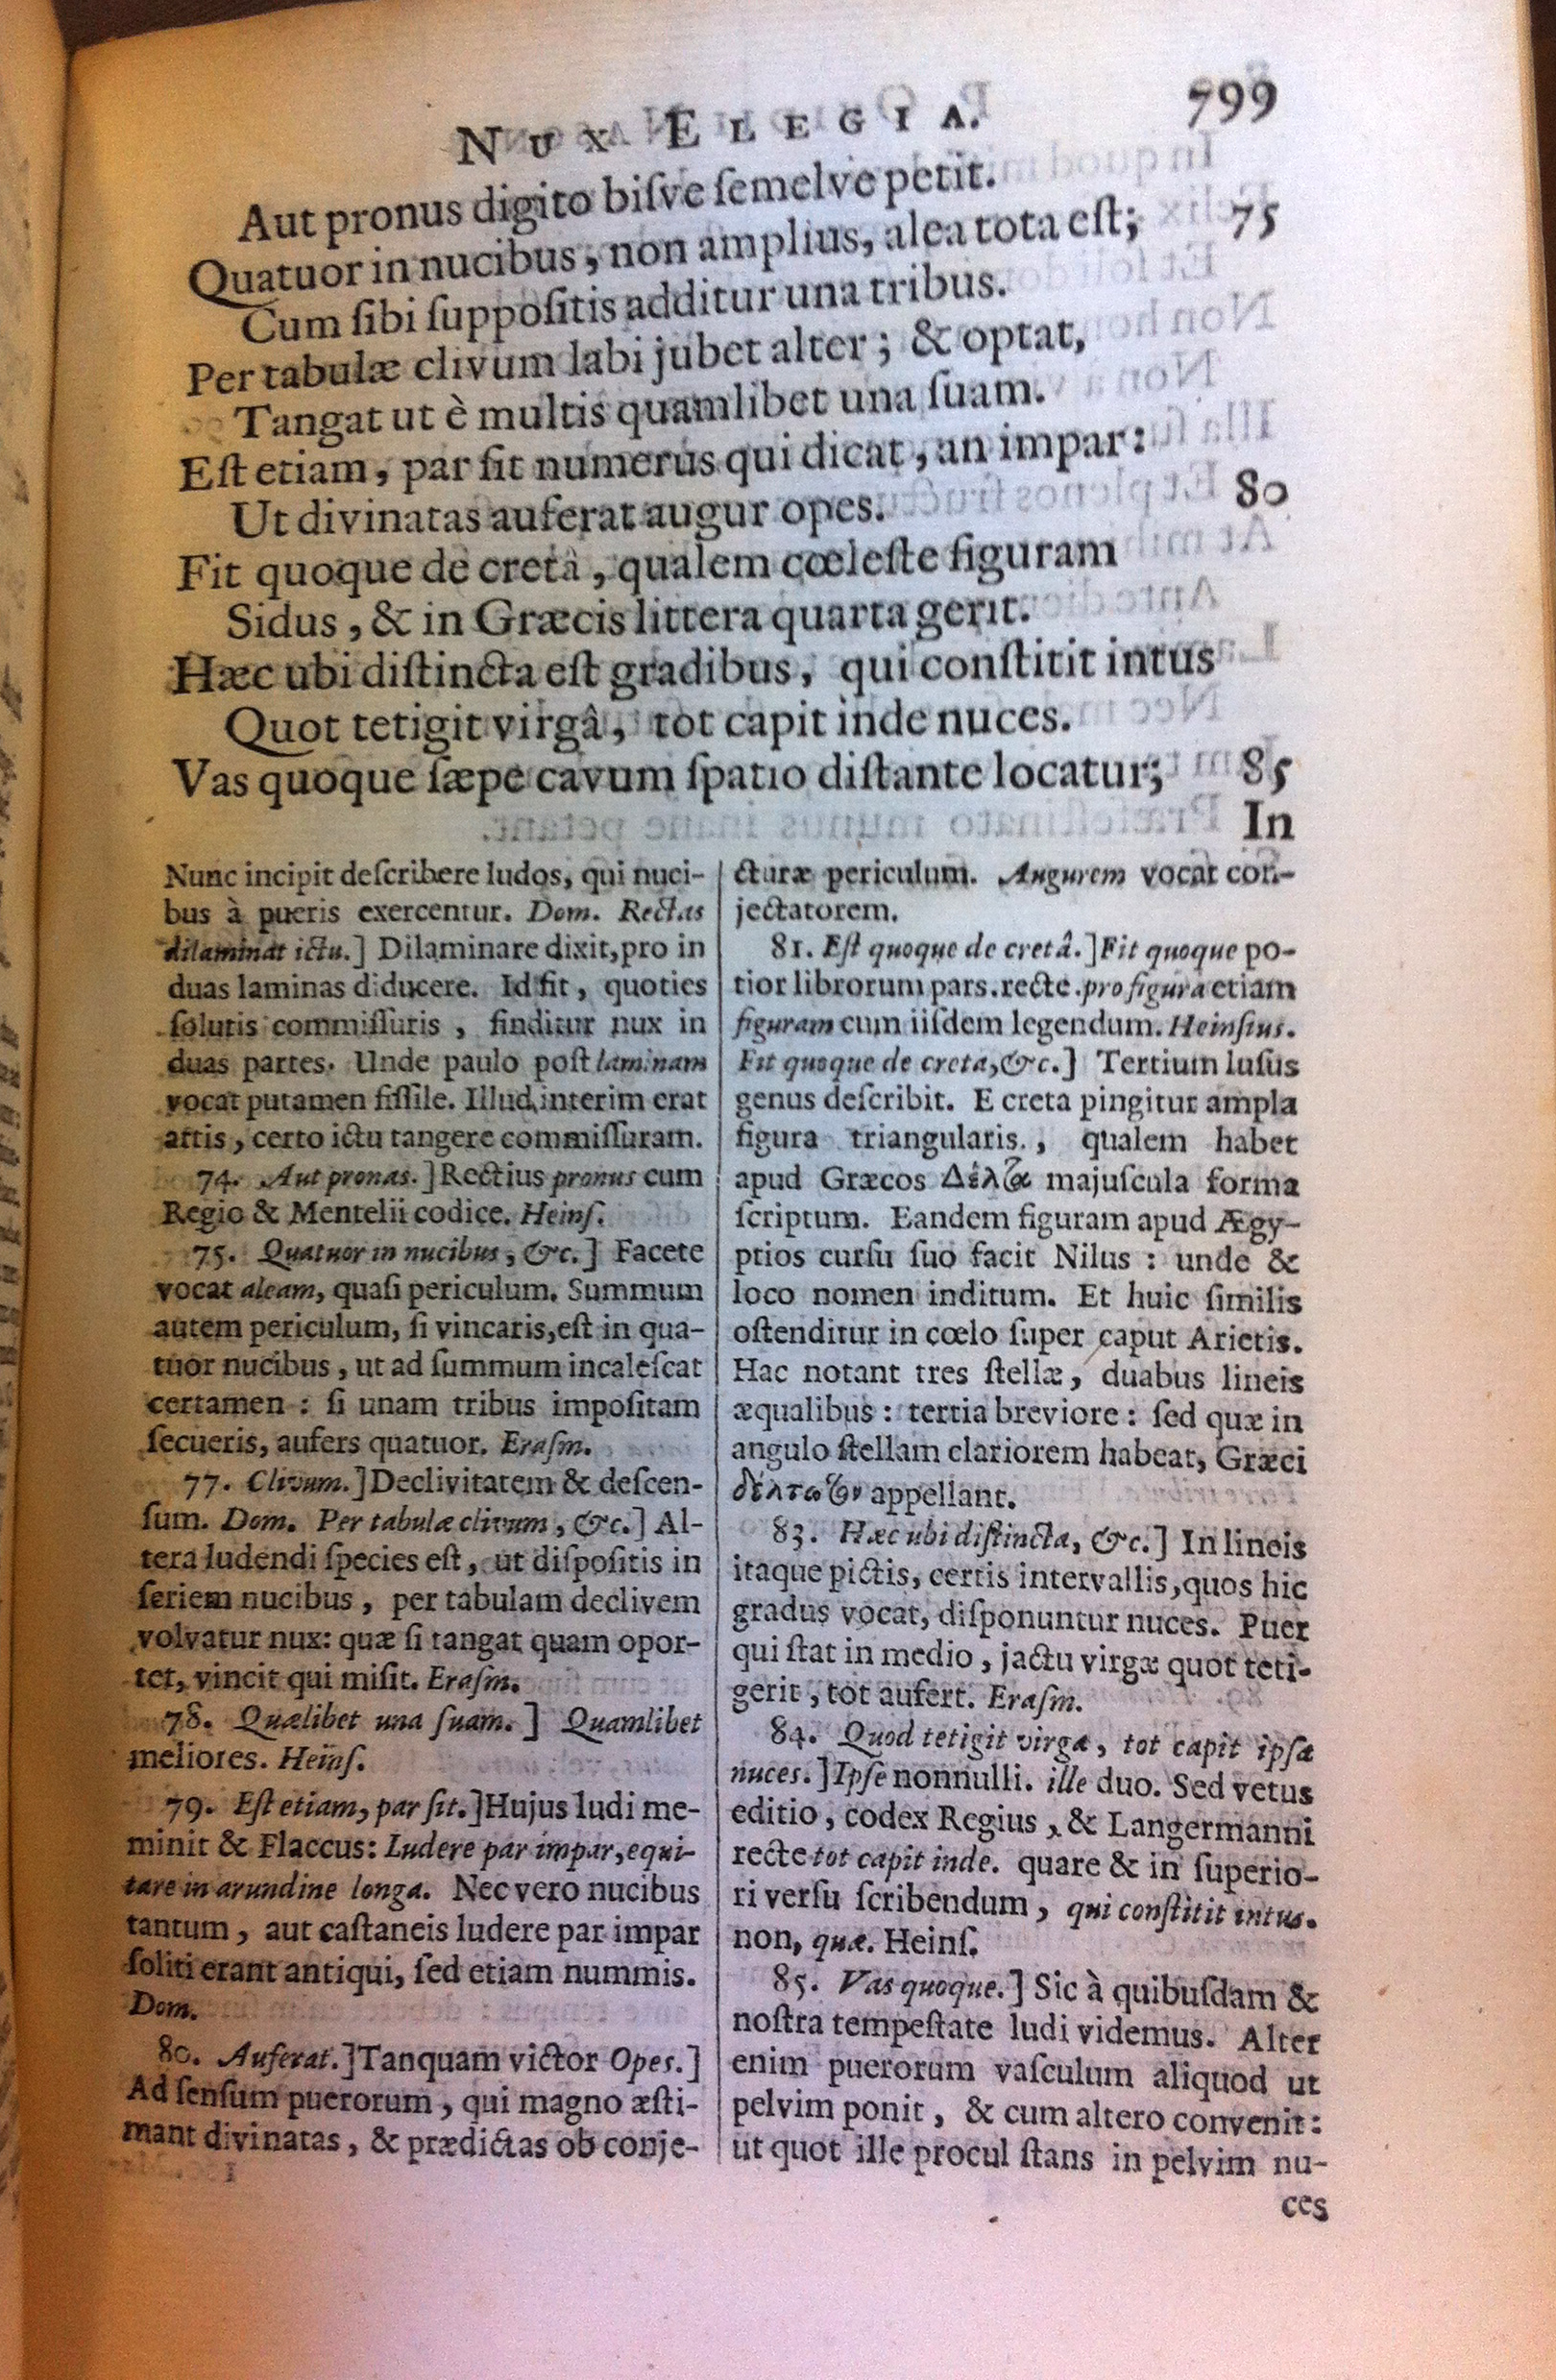 NUX ELEGIA. 799
Aut pronus digito biſve ſemelve petit.
Quatuor in nucibus, non amplius, alea tota eſt; 75
Cum ſibi ſuppoſitis additur una tribus.
Per tabulæ clivum labi jubet alter; & optat,
Tangat ut è multis quamlibet una ſuam.
Eſt etiam, par ſit numerus qui dicat, an impar:
Ut divinatas auferat augur opes. 80
Fit quoque de cretâ, qualem cœleſte figuram
Sidus, & in Græcis littera quarta gerit.
Hæc ubi diſtincta eſt gradibus, qui conſtitit intus
Quot tetigit virgâ, tot capit inde nuces.
Vas quoque ſæpe cavum ſpatio diſtante locatur; 85
In
Nunc incipit deſcribere ludos, qui nuci-
bus à pueris exercentur. Dom. Rectas
dilaminat ictu.] Dilaminare dixit, pro in
duas laminas diducere. Id fit, quoties
ſolutis commiſſuris, finditur nux in
duas partes. Unde paulo poſt laminam
vocat putamen fiſſile. Illud interim erat
artis, certo ictu tangere commiſſuram.
74. Aut pronas.] Rectius pronus cum
Regio & Mentelii codice. Heinſ.
75. Quatuor in nucibus, &c.] Facete
vocat aleam, quaſi periculum. Summum
autem periculum, ſi vincaris, eſt in qua-
tuor nucibus, ut ad ſummum incaleſcat
certamen: ſi unam tribus impoſitam
ſecueris, aufers quatuor. Eraſm.
77. Clivum.] Declivitatem & deſcen-
ſum. Dom. Per tabulæ clivum, &c.] Al-
tera ludendi ſpecies eſt, ut diſpoſitis in
ſeriem nucibus, per tabulam declivem
volvatur nux: quæ ſi tangat quam opor-
tet, vincit qui miſit. Eraſm.
78. Quælibet una ſuam.] Quamlibet
meliores. Heinſ.
79. Eſt etiam, par ſit.] Hujus ludi me-
minit & Flaccus: Ludere par impar, equi-
tare in arundine longa. Nec vero nucibus
tantum, aut caſtaneis ludere par impar
ſoliti erant antiqui, ſed etiam nummis.
Dom.
80. Auferat.] Tanquam victor Opes.]
Ad ſenſum puerorum, qui magno æſti-
mant divinatas, & prædictas ob conje-
cturæ periculum. Augurem vocat con-
jectatorem.
81. Eſt quoque de cretâ.] Fit quoque po-
tior librorum pars. recte. pro figura etiam
figuram cum iiſdem legendum. Heinſius.
Fit quoque de creta, &c.] Tertium luſus
genus deſcribit. E creta pingitur ampla
figura triangularis, qualem habet
apud Græcos Δέλτα majuſcula forma
ſcriptum. Eandem figuram apud Ægy-
ptios curſu ſuo facit Nilus: unde &
loco nomen inditum. Et huic ſimilis
oſtenditur in cœlo ſuper caput Arietis.
Hac notant tres ſtellæ, duabus lineis
æqualibus: tertia breviore: ſed quæ in
angulo ſtellam clariorem habeat, Græci
δελτωτὸν appellant.
83. Hæc ubi diſtincta, &c.] In lineis
itaque pictis, certis intervallis, quos hic
gradus vocat, diſponuntur nuces. Puer
qui ſtat in medio, jactu virgæ quot teti-
gerit, tot aufert. Eraſm.
84. Quod tetigit virga, tot capit ipſa
nuces.] Ipſe nonnulli. ille duo. Sed vetus
editio, codex Regius, & Langermanni
recte tot capit inde. quare & in ſuperio-
ri verſu ſcribendum, qui conſtitit intus.
non, quæ. Heinſ.
85. Vas quoque.] Sic à quibuſdam &
noſtra tempeſtate ludi videmus. Alter
enim puerorum vaſculum aliquod ut
pelvim ponit, & cum altero convenit:
ut quot ille procul ſtans in pelvim nu-
ces